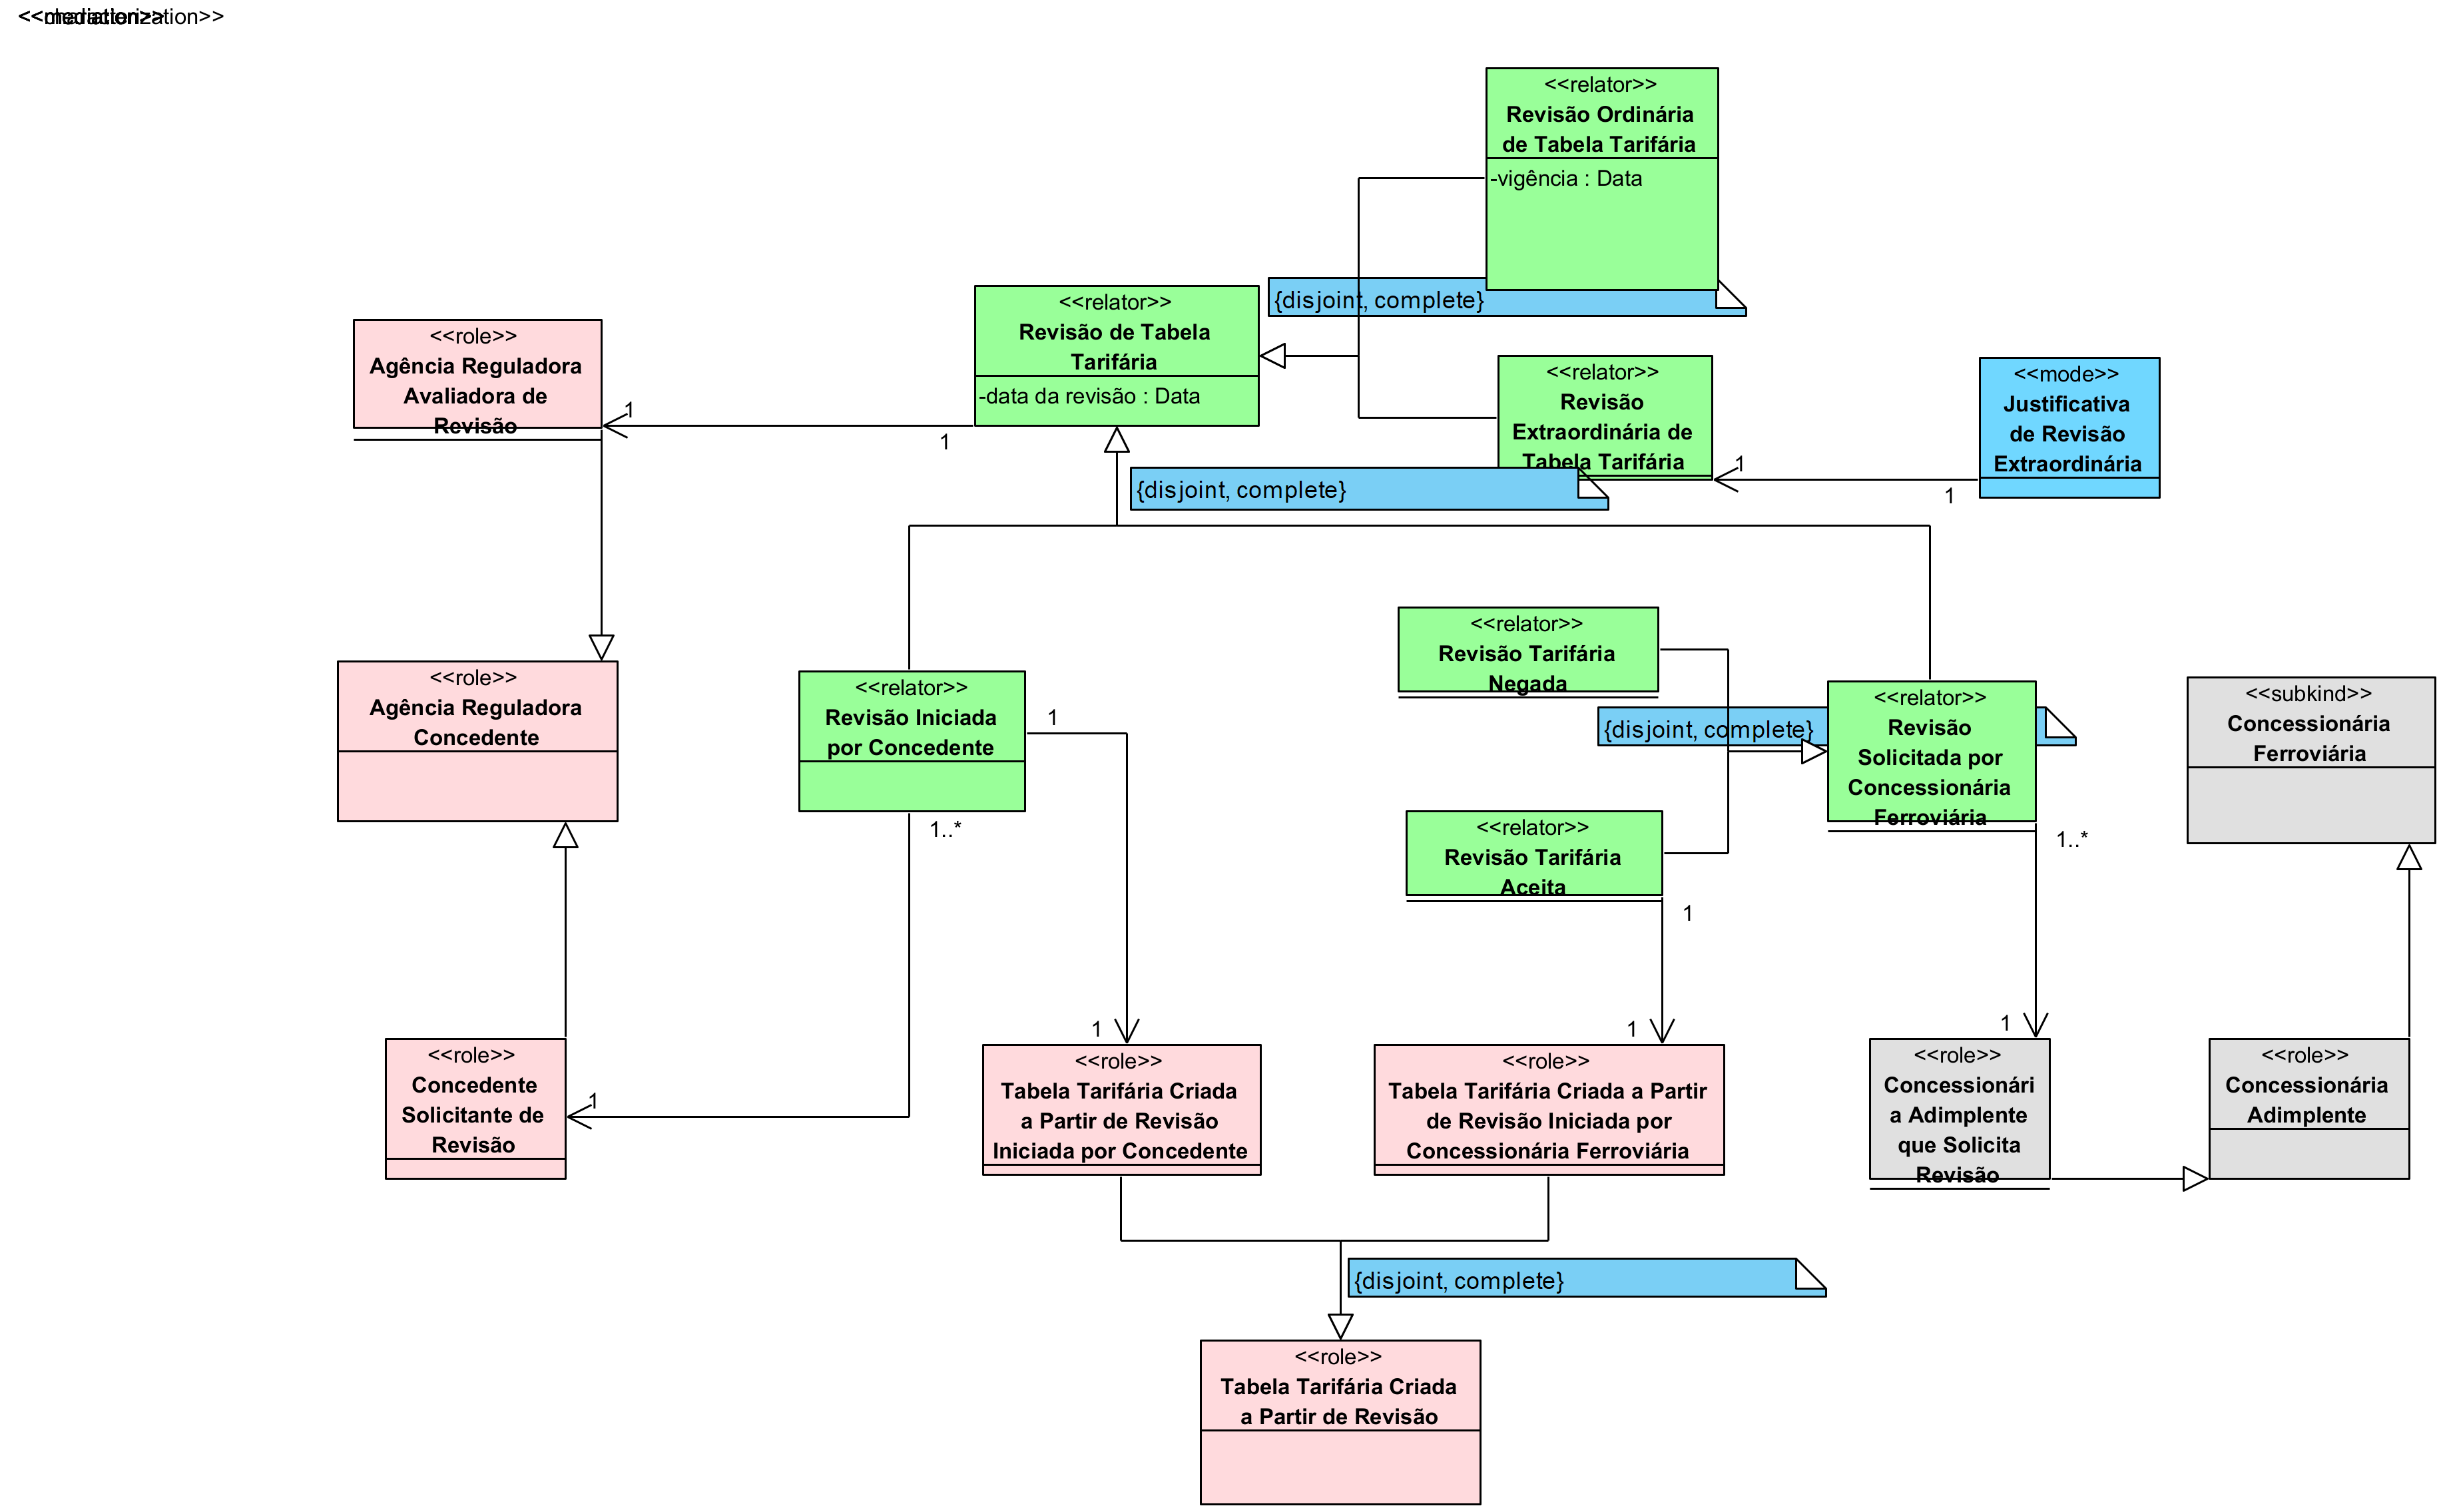 <<mediation>>
<<characterization>>
<<relator>>
Revisão Ordinária
de Tabela Tarifária
-vigência : Data
{disjoint, complete}
<<relator>>
Revisão de Tabela
Tarifária
-data da revisão : Data
<<role>>
Agência Reguladora
Avaliadora de
Revisão
1
1
<<relator>>
Revisão
Extraordinária de
Tabela Tarifária
<<mode>>
Justificativa
de Revisão
Extraordinária
1
1
{disjoint, complete}
<<relator>>
Revisão Tarifária
Negada
<<role>>
Agência Reguladora
Concedente
<<relator>>
Revisão Iniciada
por Concedente
1
1..*
{disjoint, complete}
<<relator>>
Revisão
Solicitada por
Concessionária
Ferroviária
1..*
<<subkind>>
Concessionária
Ferroviária
<<relator>>
Revisão Tarifária
Aceita
1
1
1
1
<<role>>
Concedente
Solicitante de
Revisão
1
<<role>>
Tabela Tarifária Criada
a Partir de Revisão
Iniciada por Concedente
<<role>>
Tabela Tarifária Criada a Partir
de Revisão Iniciada por
Concessionária Ferroviária
<<role>>
Concessionári
a Adimplente
que Solicita
Revisão
<<role>>
Concessionária
Adimplente
{disjoint, complete}
<<role>>
Tabela Tarifária Criada
a Partir de Revisão